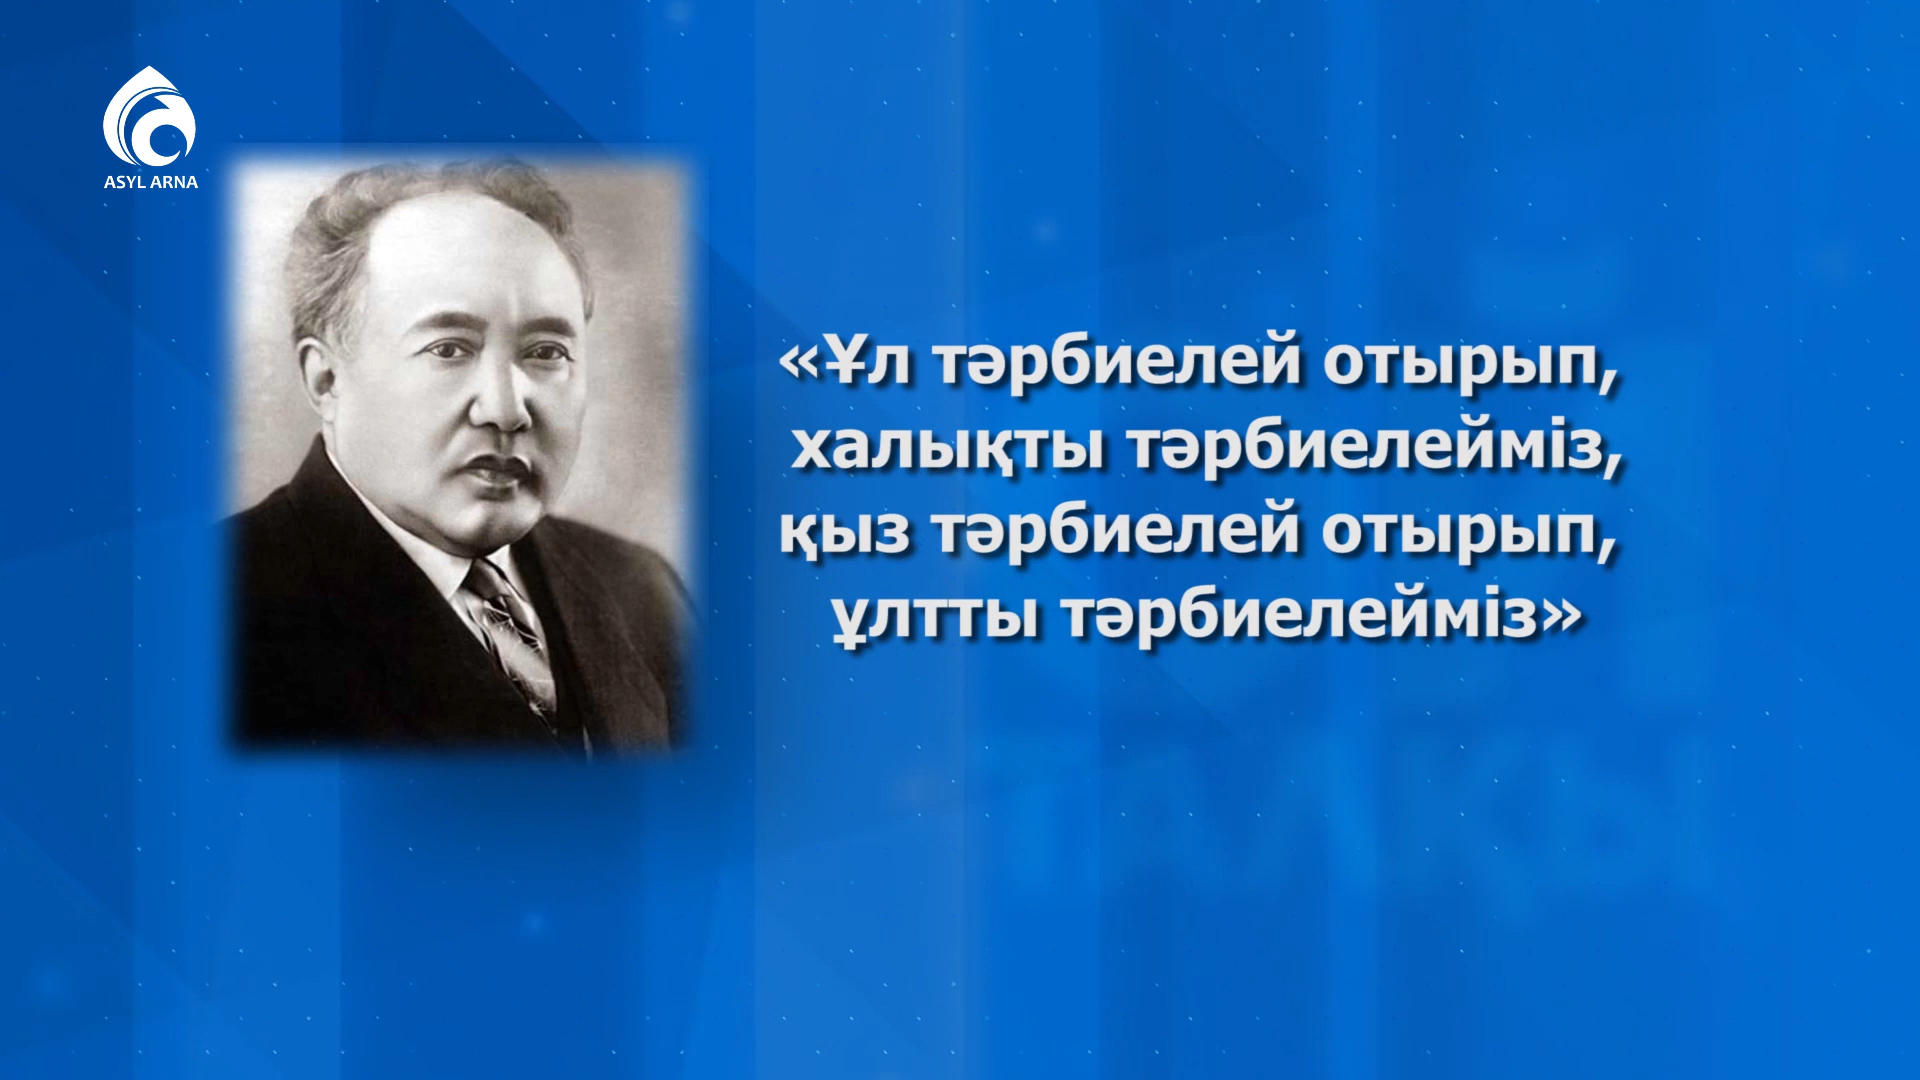 ASYL ARNA
«Ұл тәрбиелей отырып,
халықты тәрбиелейміз,
қыз тәрбиелей отырып,
ұлтты тәрбиелейміз»